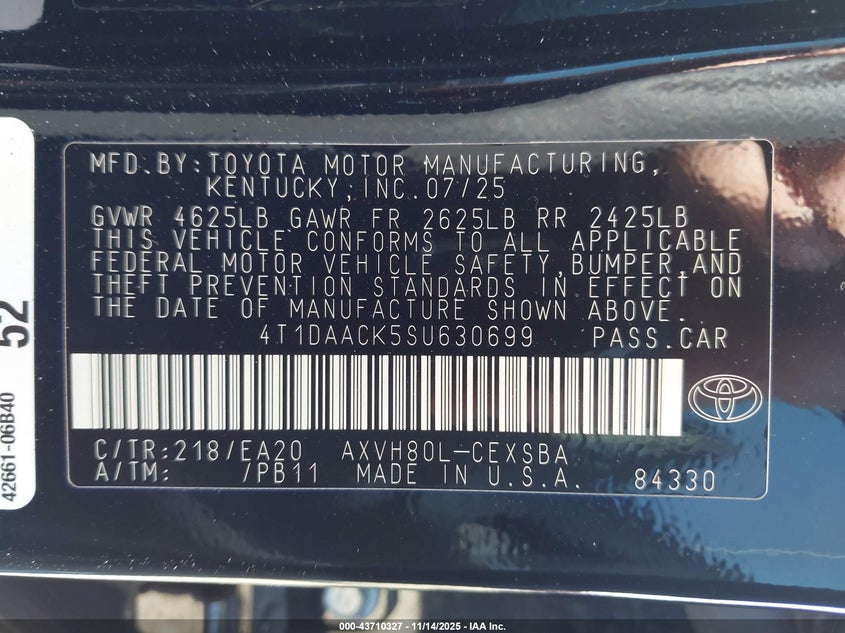 MFD.BY:TOYOTA MOTOR MANUFACTURING,
KENTUCKY, INC.07/25
GVWR 4625LB GAWR FR 2625LB RR 2425LB
THIS VEHICLE CONFORMS TO ALL APPLICABLE
FEDERAL MOTOR VEHICLE SAFETY,BUMPER,AND
THEFT PREVENTION STANDARDS IN EFFECT ON
THE DATE OF MANUFACTURE SHOWN ABOVE.
4T1DAACK5SU630699 PASS.CAR
C/TR:218/EA20 AXVH80L-CEXSBA
A/TM: /PB11 MADE IN U.S.A. 84330
52
42661-06B40
000-43710327 - 11/14/2025 - IAA Inc.